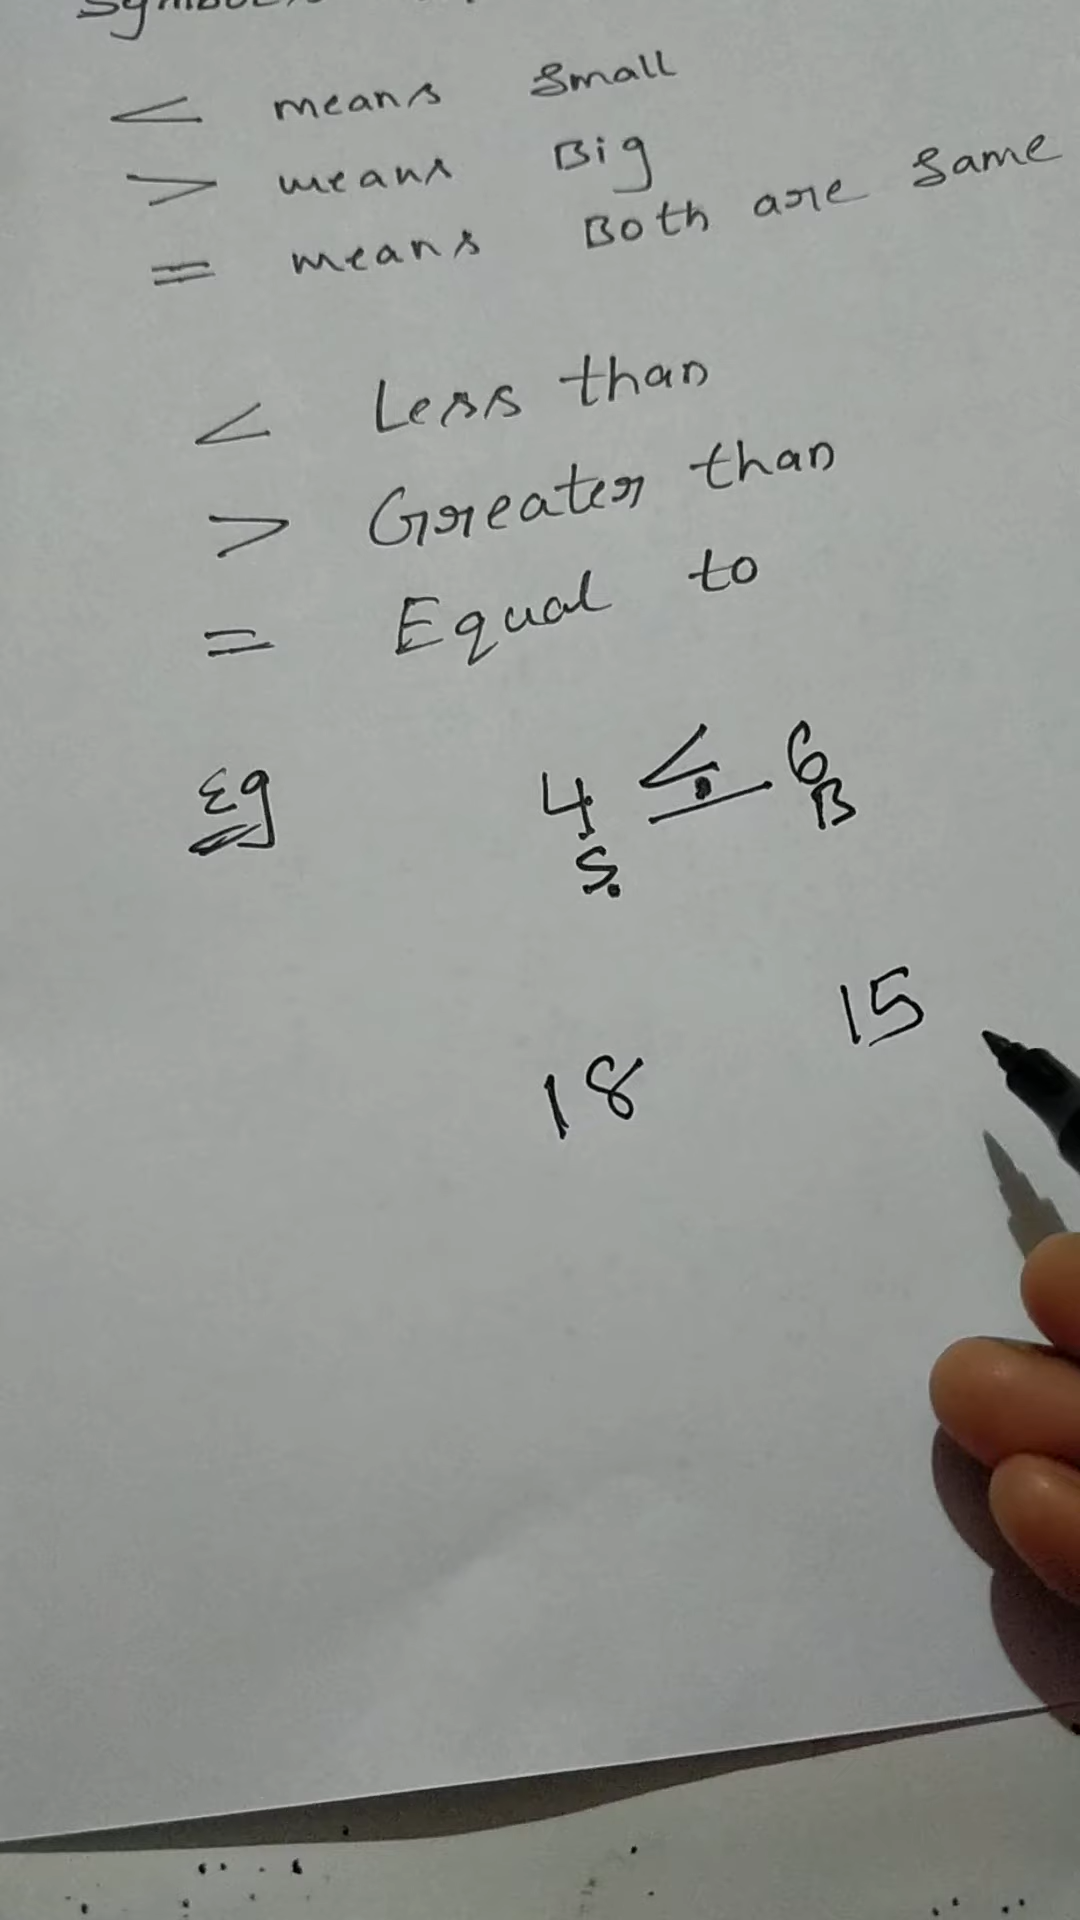 < means Small
> means Big
= means Both are Same
< Less than
> Greater than
= Equal to
Eg 4 < 6
S. B
18 15